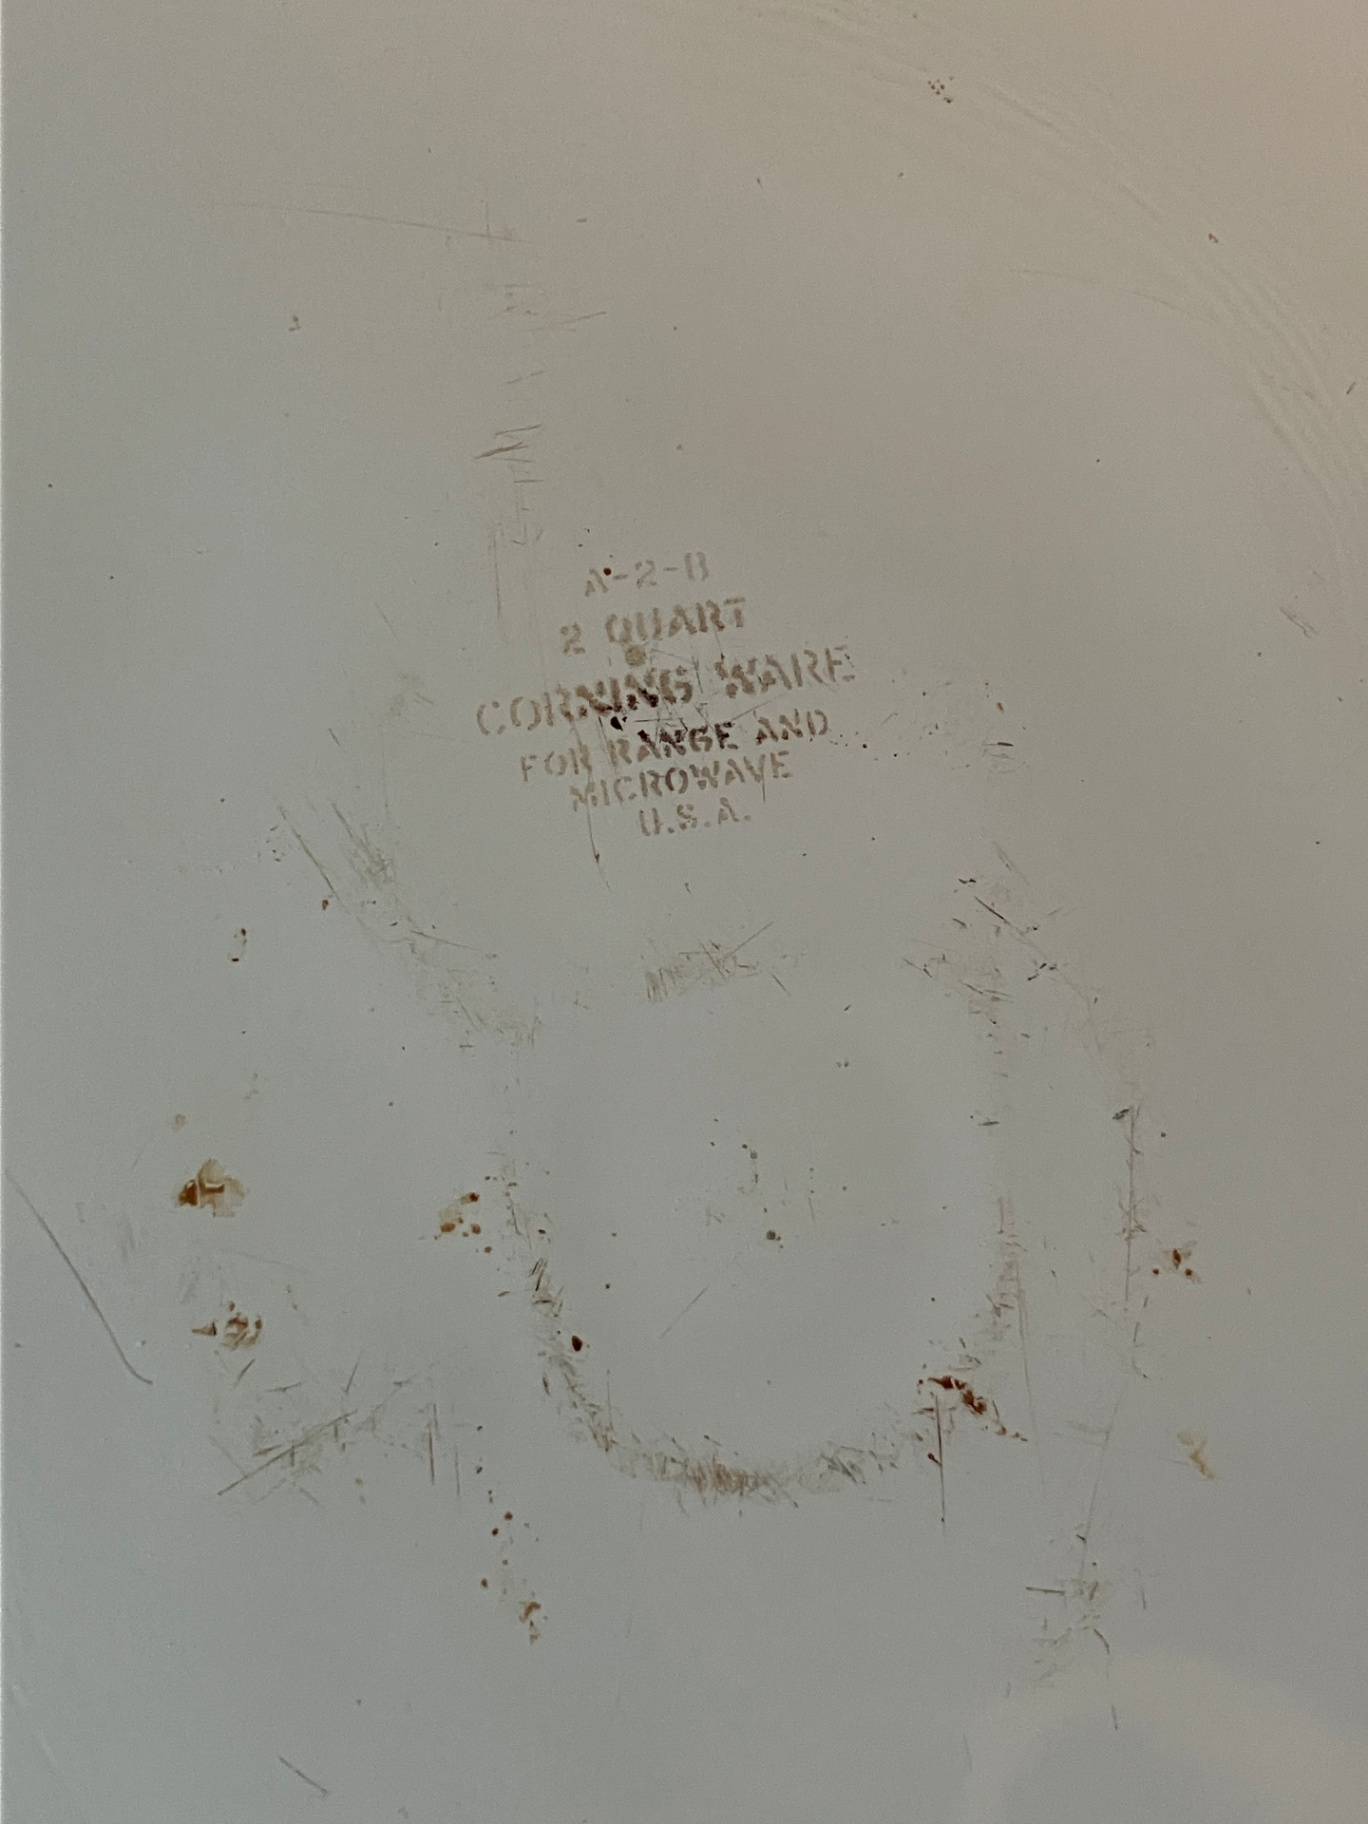 A-2-B
2 QUART
CORNING WARE
FOR RANGE AND
MICROWAVE
U.S.A.